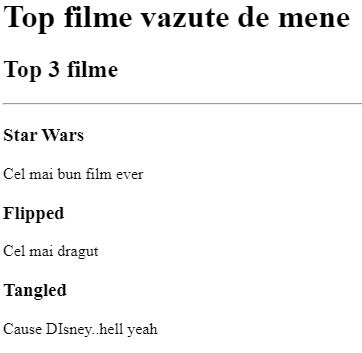 Top filme vazute de mene
Top 3 filme
Star Wars
Cel mai bun film ever
Flipped
Cel mai dragut
Tangled
Cause DIsney..hell yeah